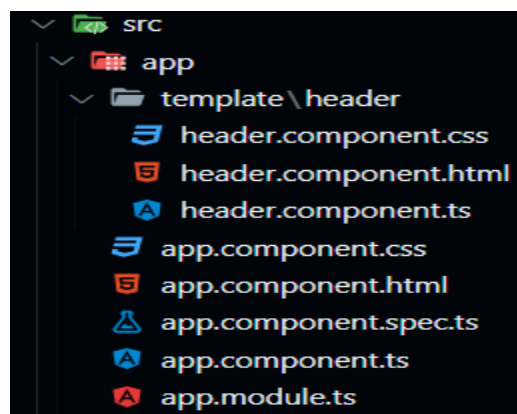 src
app
template\header
header.component.css
header.component.html
header.component.ts
app.component.css
app.component.html
app.component.spec.ts
app.component.ts
app.module.ts